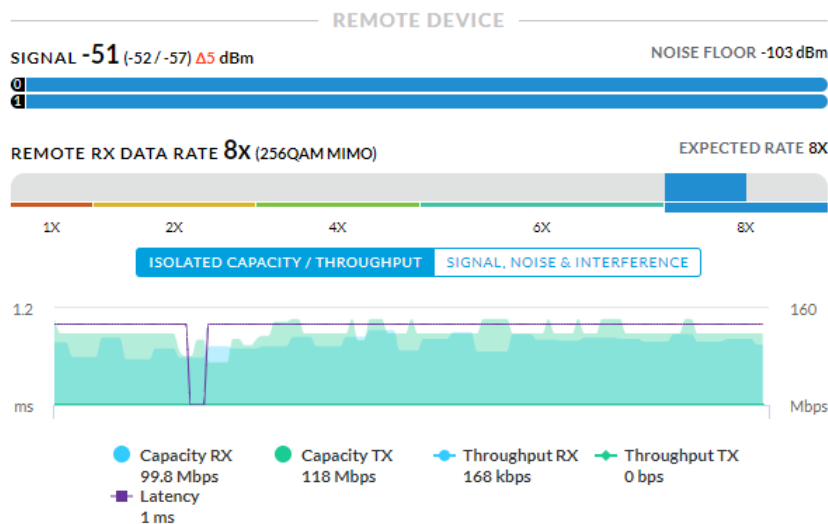 REMOTE DEVICE
SIGNAL -51 (-52 / -57) Δ5 dBm
NOISE FLOOR -103 dBm
0
1
REMOTE RX DATA RATE 8X (256QAM MIMO)
EXPECTED RATE 8X
1X 2X 4X 6X 8X
ISOLATED CAPACITY / THROUGHPUT
SIGNAL, NOISE & INTERFERENCE
1.2
160
ms
Mbps
Capacity RX
99.8 Mbps
Capacity TX
118 Mbps
Throughput RX
168 kbps
Throughput TX
0 bps
Latency
1 ms